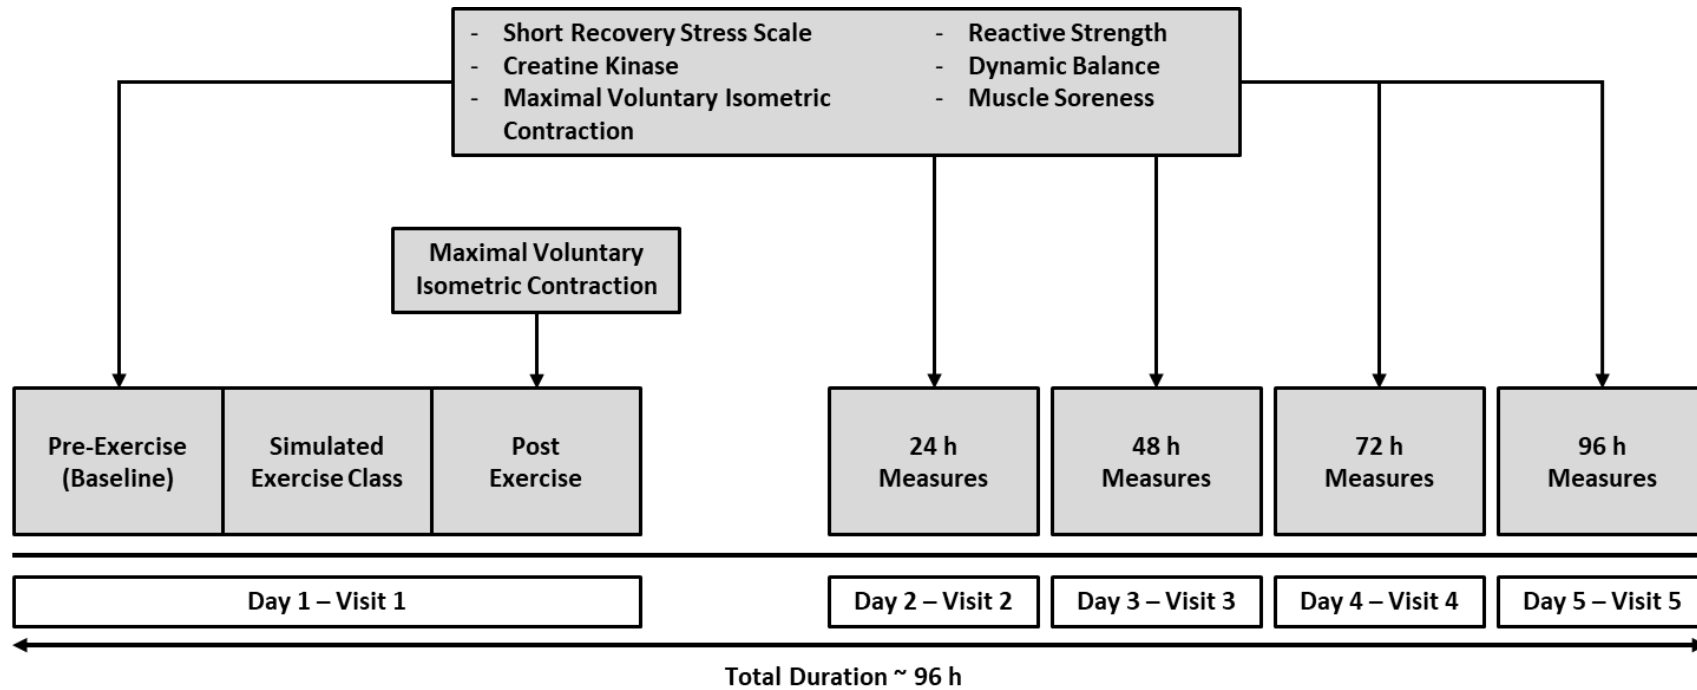 - Short Recovery Stress Scale
- Creatine Kinase
- Maximal Voluntary Isometric
Contraction
- Reactive Strength
- Dynamic Balance
- Muscle Soreness
Maximal Voluntary
Isometric Contraction
Pre-Exercise
(Baseline)
Simulated
Exercise Class
Post
Exercise
24 h
Measures
48 h
Measures
72 h
Measures
96 h
Measures
Day 1 – Visit 1
Day 2 – Visit 2
Day 3 – Visit 3
Day 4 – Visit 4
Day 5 – Visit 5
Total Duration ~ 96 h